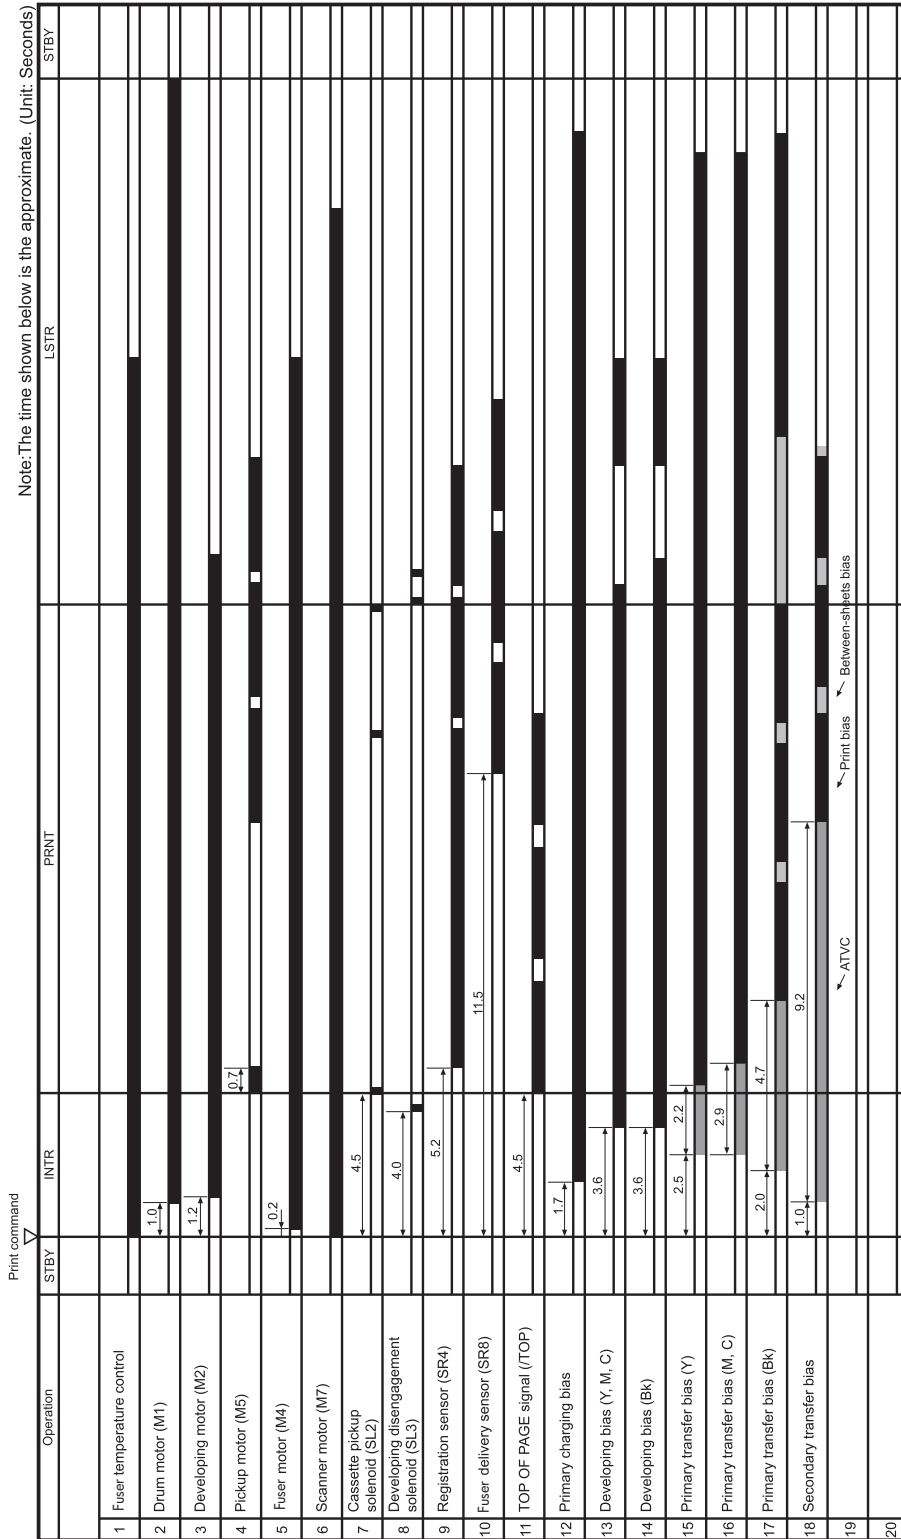 Note:The time shown below is the approximate. (Unit: Seconds)
Print command
Operation
STBY
INTR
PRNT
LSTR
STBY
1 Fuser temperature control
2 Drum motor (M1) 1.0
3 Developing motor (M2) 1.2
4 Pickup motor (M5) 0.7
5 Fuser motor (M4) 0.2
6 Scanner motor (M7)
7 Cassette pickup
solenoid (SL2) 4.5
8 Developing disengagement
solenoid (SL3) 4.0
9 Registration sensor (SR4) 5.2
10 Fuser delivery sensor (SR8) 11.5
11 TOP OF PAGE signal (/TOP) 4.5
12 Primary charging bias 1.7
13 Developing bias (Y, M, C) 3.6
14 Developing bias (Bk) 3.6
15 Primary transfer bias (Y) 2.5 2.2
16 Primary transfer bias (M, C) 2.9
17 Primary transfer bias (Bk) 2.0 4.7
18 Secondary transfer bias 1.0 9.2
19 ATVC Print bias Between-sheets bias
20